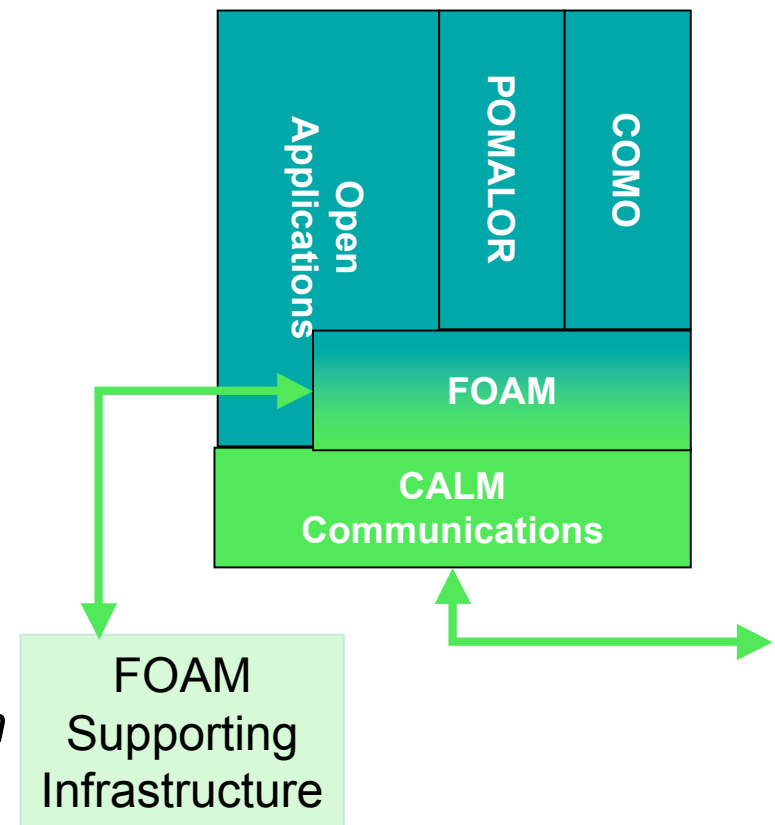 Open
Applications
POMALOR
COMO
FOAM
CALM
Communications
FOAM
Supporting
Infrastructure